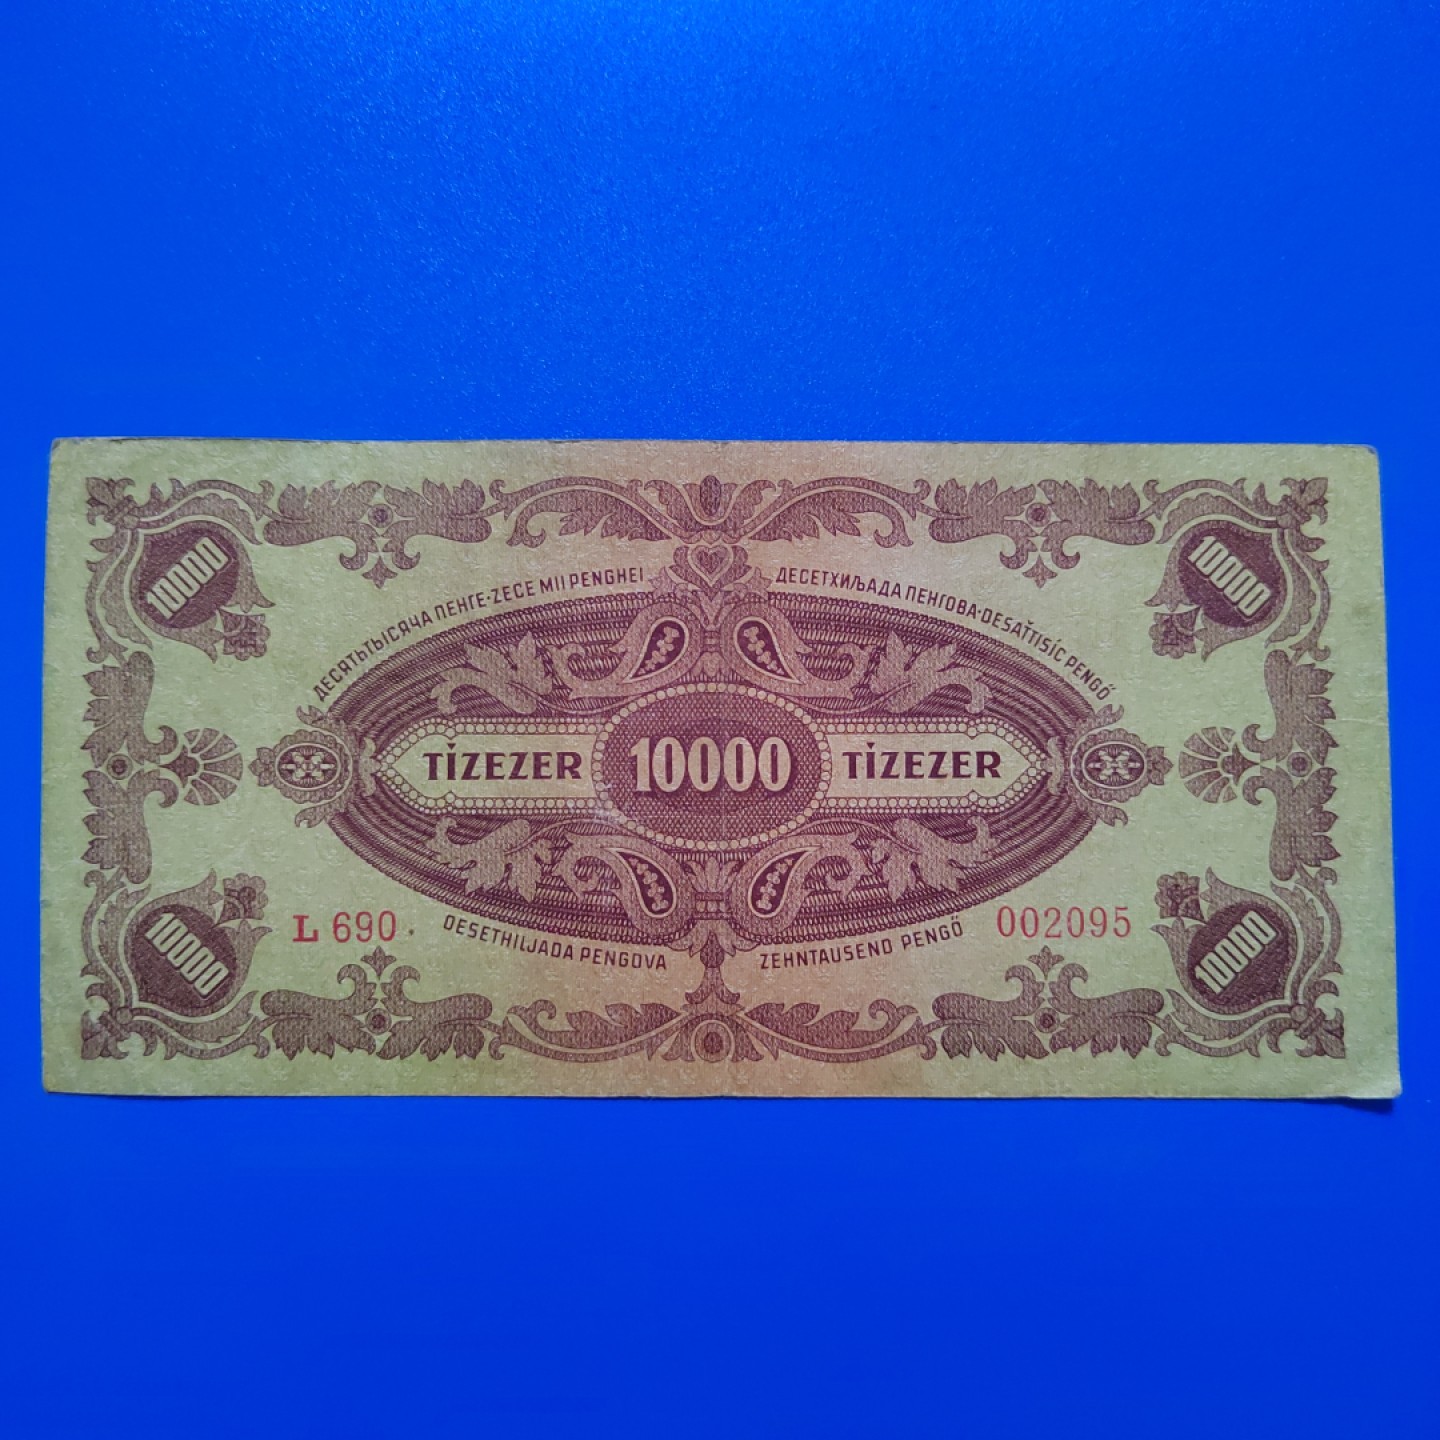 10000
10000
ДЕСЯТЬТЫСЯЧА ПЕНГЕ-ZECE MII PENGHEI
ДЕСЕТХИЉАДА ПЕНГОВА·DESAŤTISÍC PENGŐ
TÍZEZER 10000 TÍZEZER
L 690 .
DESETHILJADA PENGOVA
ZEHNTAUSEND PENGŐ
002095
10000
10000